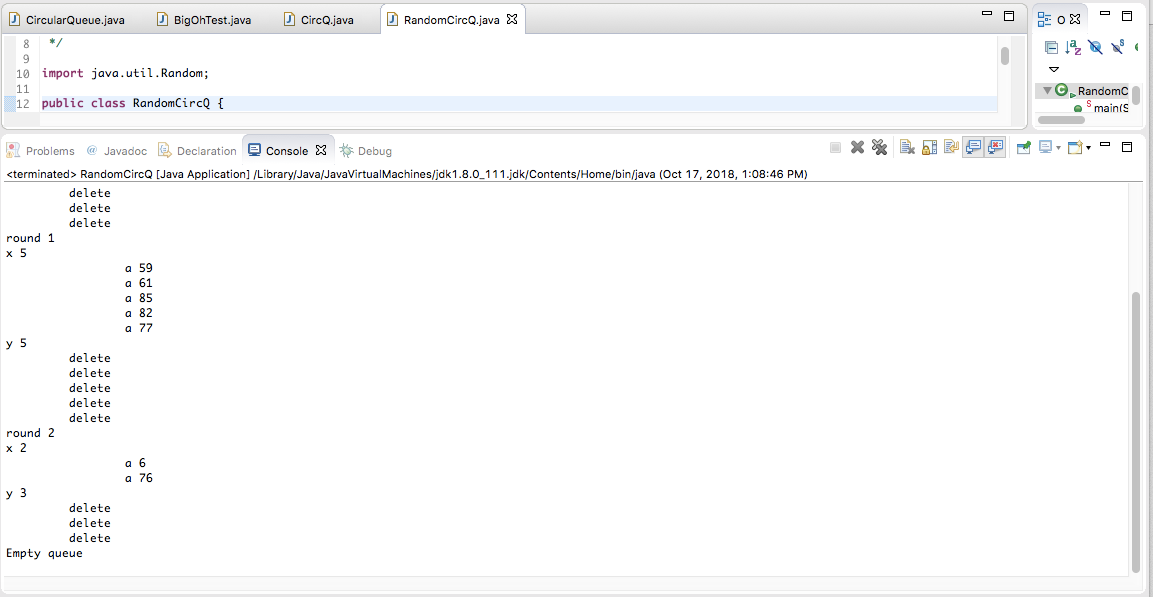 CircularQueue.java BigOhTest.java CircQ.java RandomCircQ.java O
8 */
9
10 import java.util.Random;
11
12 public class RandomCircQ {
RandomC
main(S
Problems @ Javadoc Declaration Console Debug
<terminated> RandomCircQ [Java Application] /Library/Java/JavaVirtualMachines/jdk1.8.0_111.jdk/Contents/Home/bin/java (Oct 17, 2018, 1:08:46 PM)
delete
delete
delete
round 1
x 5
a 59
a 61
a 85
a 82
a 77
y 5
delete
delete
delete
delete
delete
round 2
x 2
a 6
a 76
y 3
delete
delete
delete
Empty queue